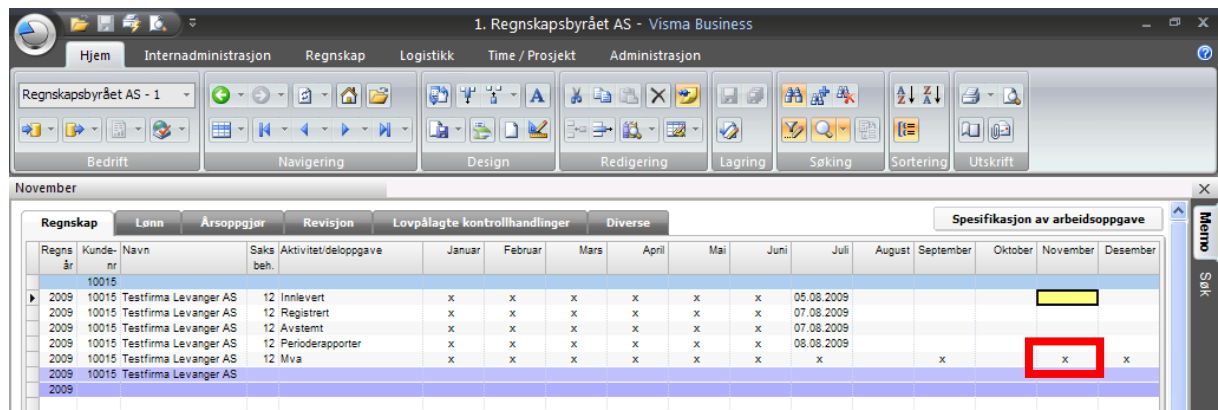 1. Regnskapsbyrået AS - Visma Business
Hjem Internadministrasjon Regnskap Logistikk Time / Prosjekt Administrasjon
Regnskapsbyrået AS - 1
Bedrift Navigering Design Redigering Lagring Søking Sortering Utskrift
November
Regnskap Lønn Årsoppgjør Revisjon Lovpålagte kontrollhandlinger Diverse Spesifikasjon av arbeidsoppgave
Memo
Søk
Regns Kunde- Navn Saks Aktivitet/deloppgave Januar Februar Mars April Mai Juni Juli August September Oktober November Desember
år nr beh.
10015
2009 10015 Testfirma Levanger AS 12 Innlevert x x x x x x 05.08.2009
2009 10015 Testfirma Levanger AS 12 Registrert x x x x x x 07.08.2009
2009 10015 Testfirma Levanger AS 12 Avstemt x x x x x x 07.08.2009
2009 10015 Testfirma Levanger AS 12 Perioderapporter x x x x x x 08.08.2009
2009 10015 Testfirma Levanger AS 12 Mva x x x x x x x x x x
2009 10015 Testfirma Levanger AS
2009